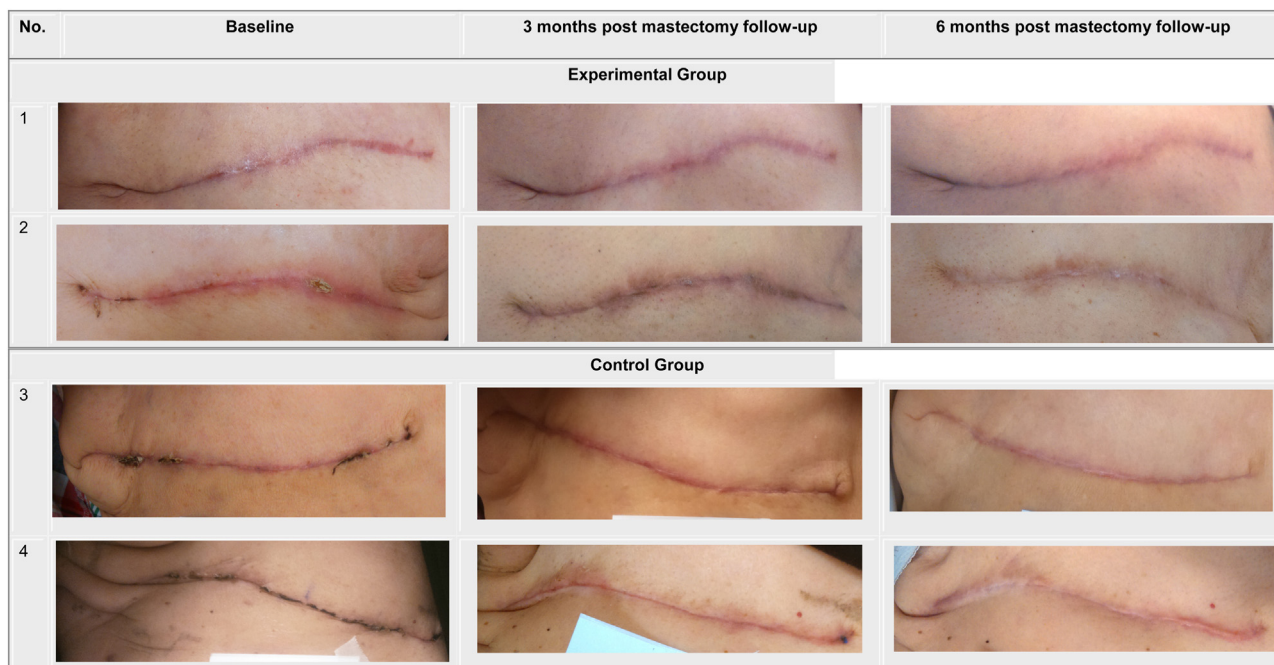 No. Baseline 3 months post mastectomy follow-up 6 months post mastectomy follow-up
Experimental Group
1
2
Control Group
3
4